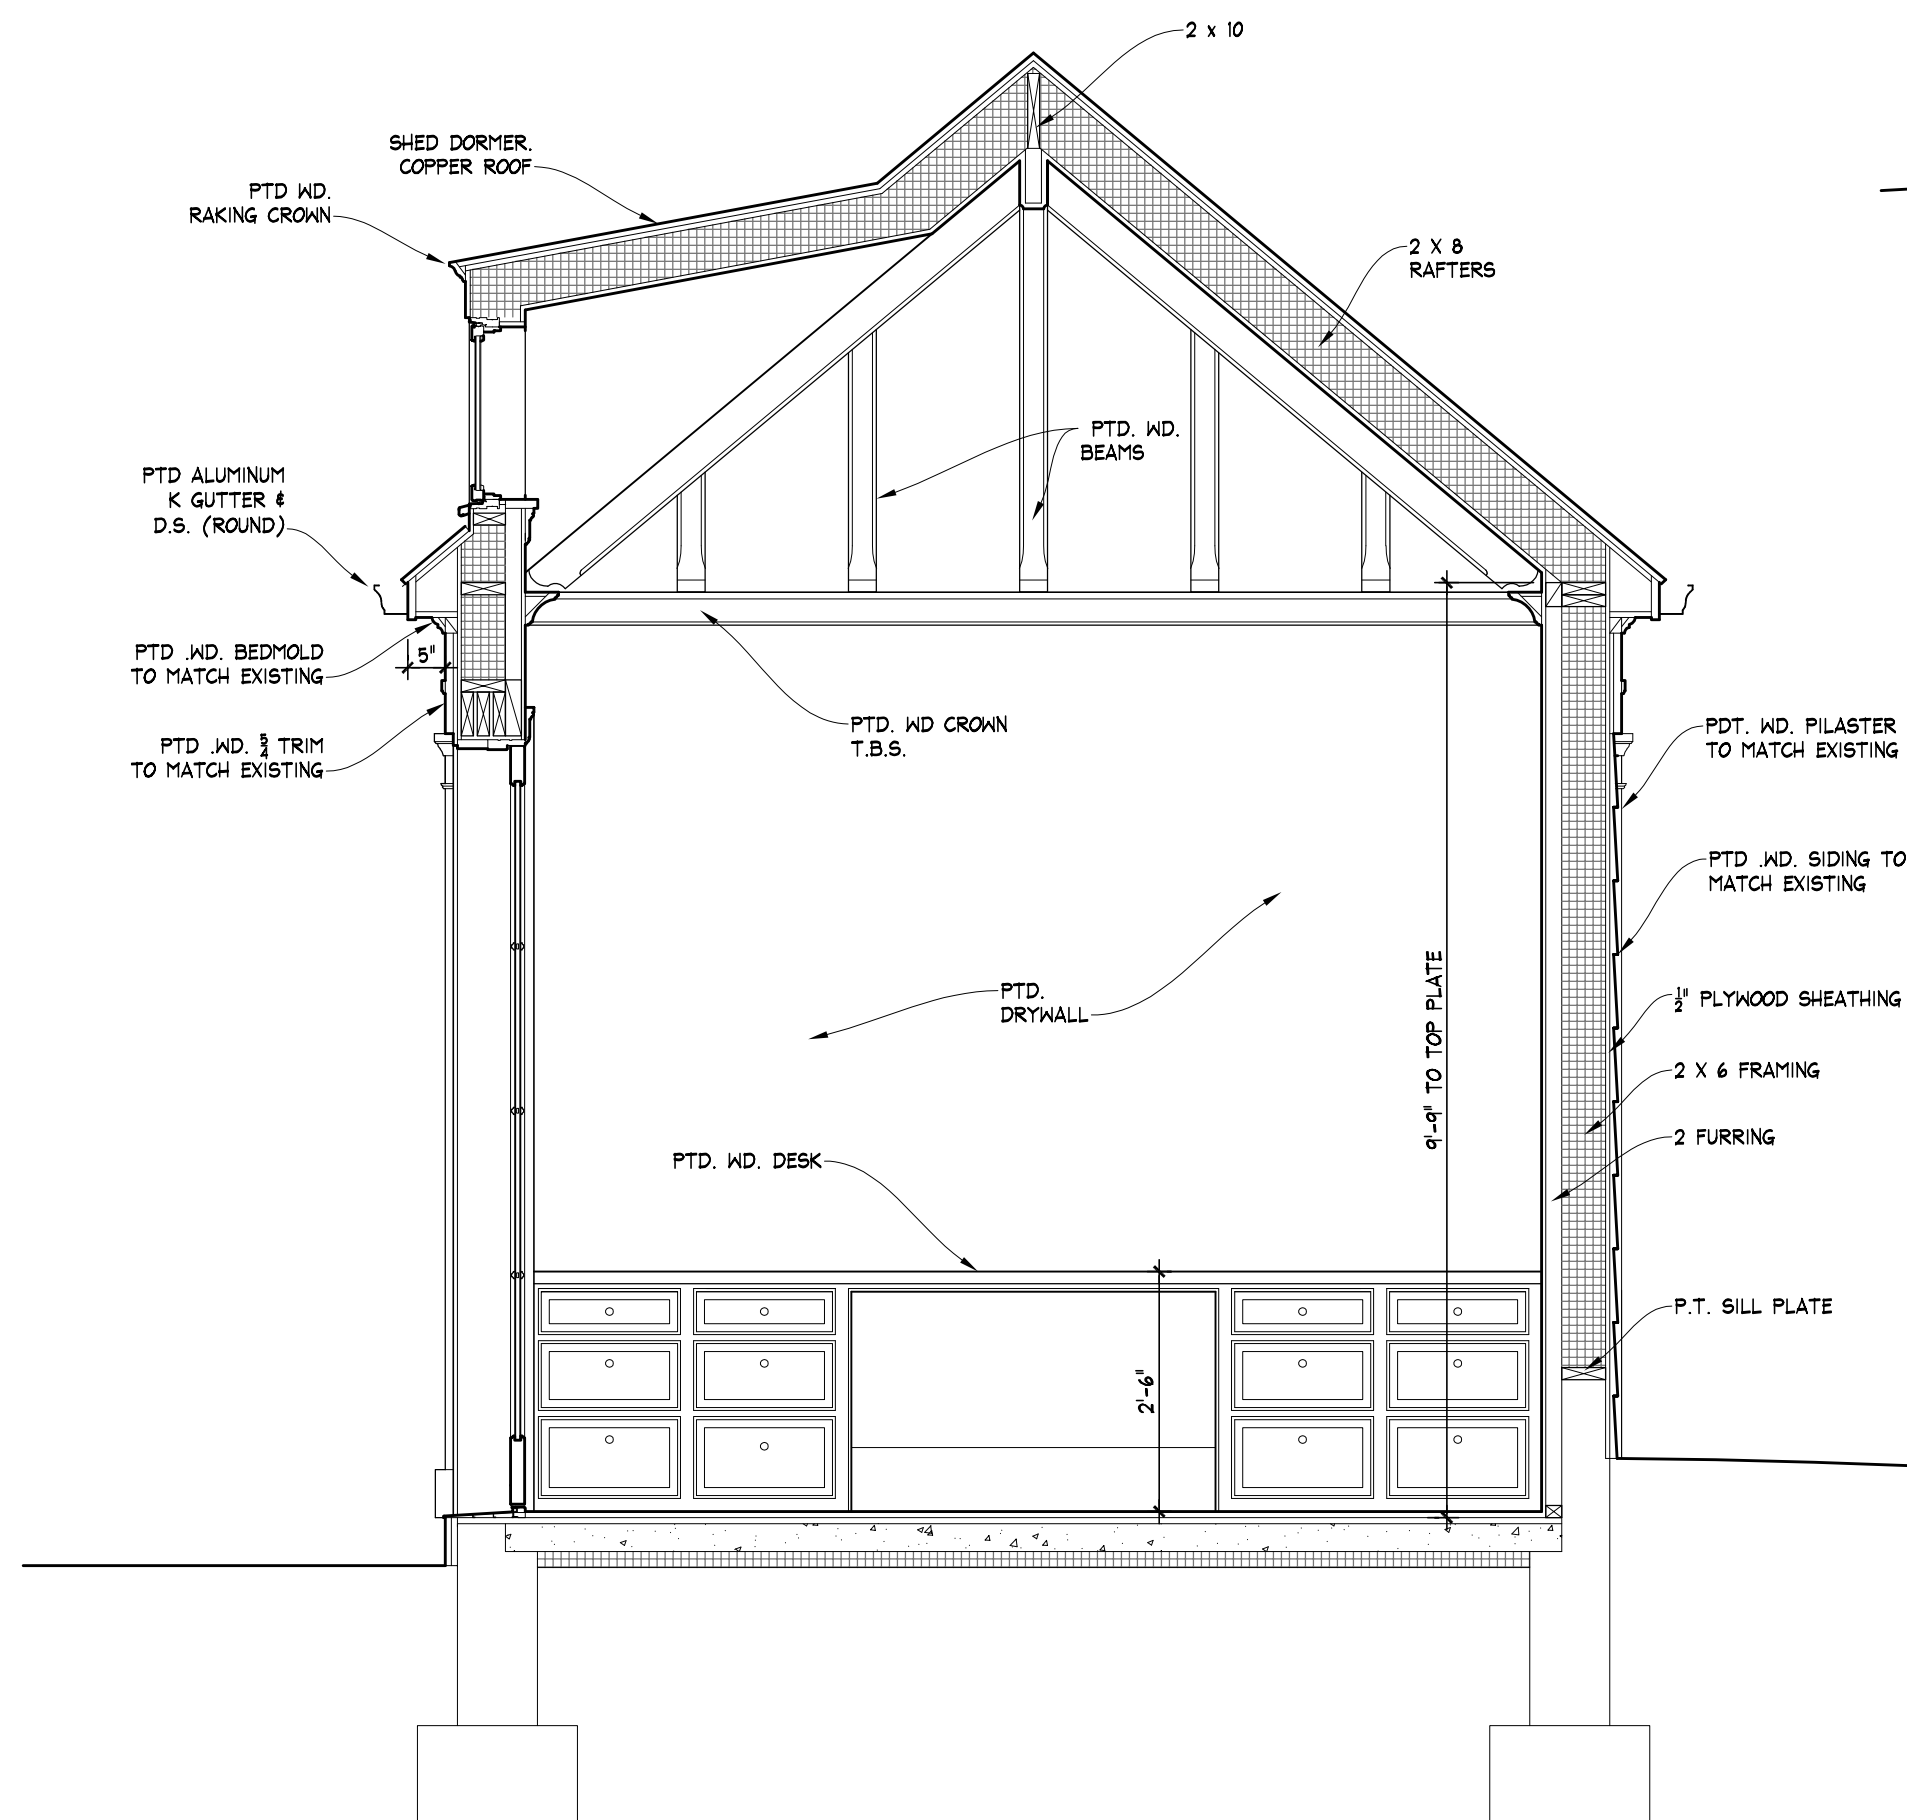 2 x 10
SHED DORMER.
COPPER ROOF
PTD WD.
RAKING CROWN
2 X 8
RAFTERS
PTD. WD.
BEAMS
PTD ALUMINUM
K GUTTER &
D.S. (ROUND)
PTD .WD. BEDMOLD
TO MATCH EXISTING
5"
PTD .WD. 5/4 TRIM
TO MATCH EXISTING
PTD. WD CROWN
T.B.S.
PDT. WD. PILASTER
TO MATCH EXISTING
PTD .WD. SIDING TO
MATCH EXISTING
PTD.
DRYWALL
9'-9" TO TOP PLATE
1/2" PLYWOOD SHEATHING
2 X 6 FRAMING
2 FURRING
PTD. WD. DESK
P.T. SILL PLATE
2'-6"